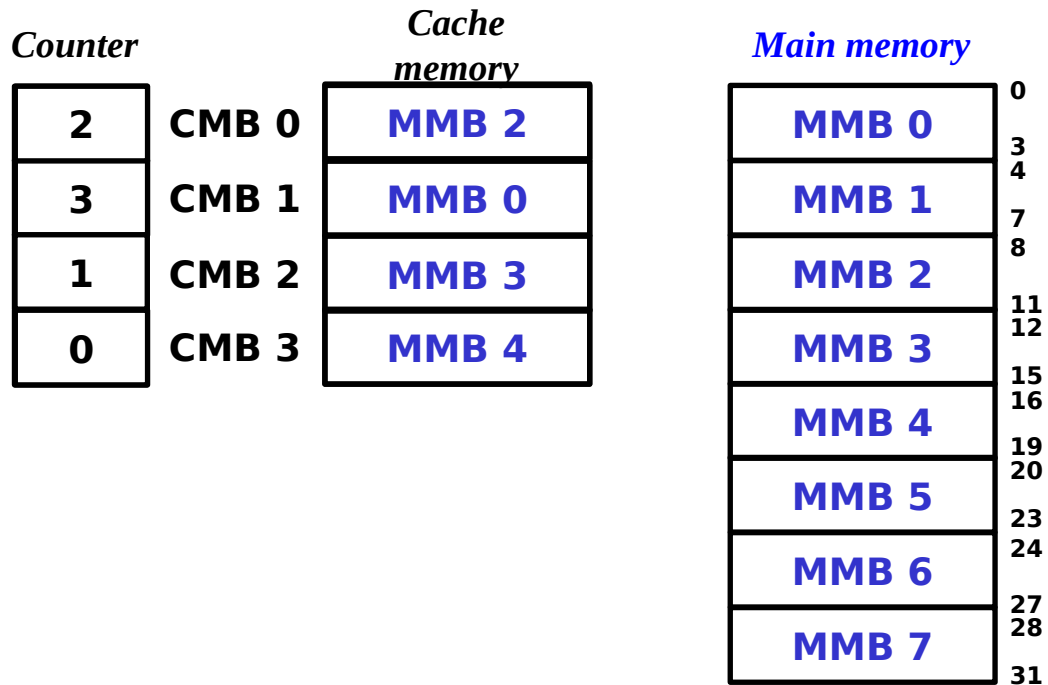 Counter
Cache
memory
Main memory
2 CMB 0 MMB 2
3 CMB 1 MMB 0
1 CMB 2 MMB 3
0 CMB 3 MMB 4
MMB 0 0
3
MMB 1 4
7
MMB 2 8
11
MMB 3 12
15
MMB 4 16
19
MMB 5 20
23
MMB 6 24
27
MMB 7 28
31